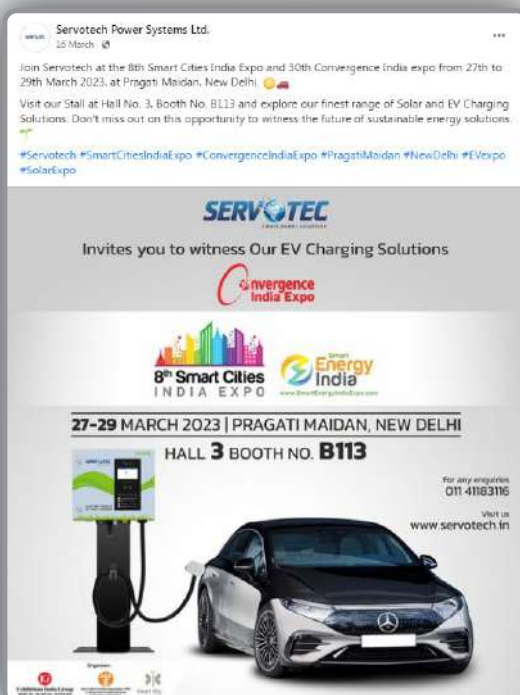 Servotech Power Systems Ltd.
16 March
Join Servotech at the 8th Smart Cities India Expo and 30th Convergence India expo from 27th to
29th March 2023, at Pragati Maidan, New Delhi.
Visit our Stall at Hall No. 3, Booth No. B113 and explore our finest range of Solar and EV Charging
Solutions. Don't miss out on this opportunity to witness the future of sustainable energy solutions.
#Servotech #SmartCitiesIndiaExpo #ConvergenceIndiaExpo #PragatiMaidan #NewDelhi #EVexpo
#SolarExpo
SERVOTEC
Invites you to witness Our EV Charging Solutions
Convergence
India Expo
8th Smart Cities
INDIA EXPO
Smart
Energy
India
www.SmartEnergyIndiaExpo.com
27-29 MARCH 2023 | PRAGATI MAIDAN, NEW DELHI
HALL 3 BOOTH NO. B113
For any enquiries
011 41183116
Visit us
www.servotech.in
Organisers